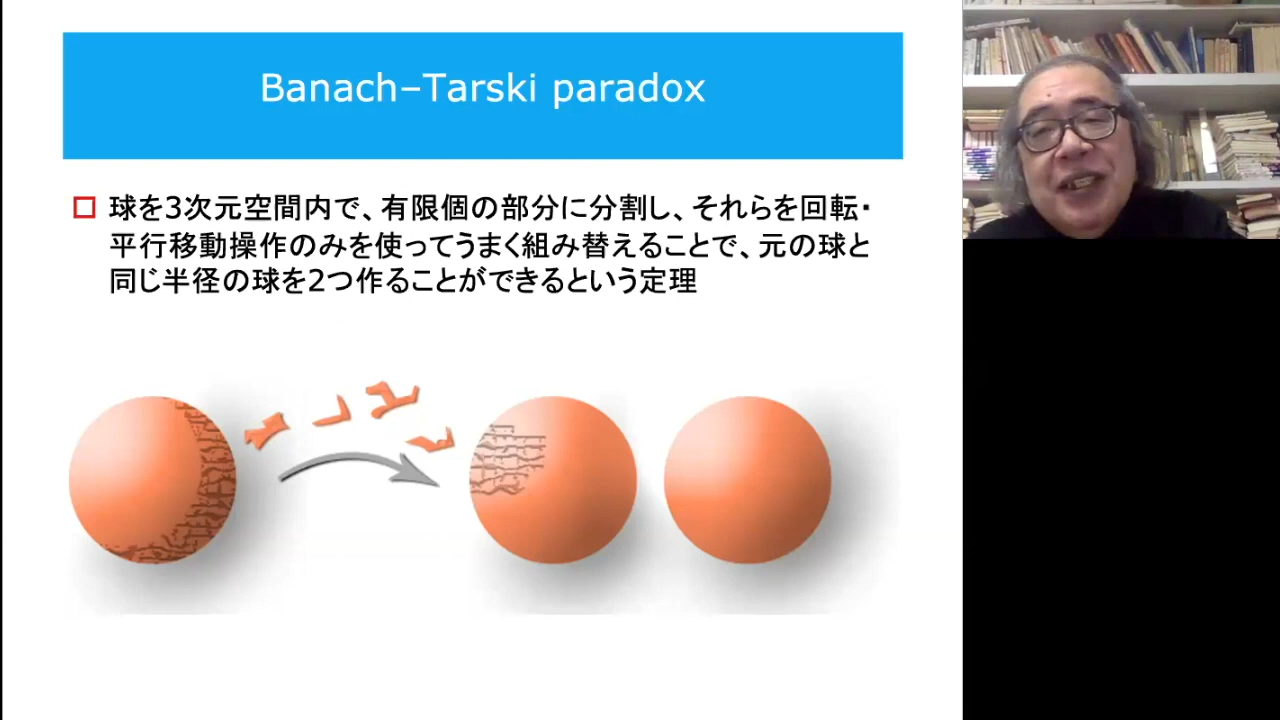 Banach–Tarski paradox
球を3次元空間内で、有限個の部分に分割し、それらを回転・
平行移動操作のみを使ってうまく組み替えることで、元の球と
同じ半径の球を2つ作ることができるという定理